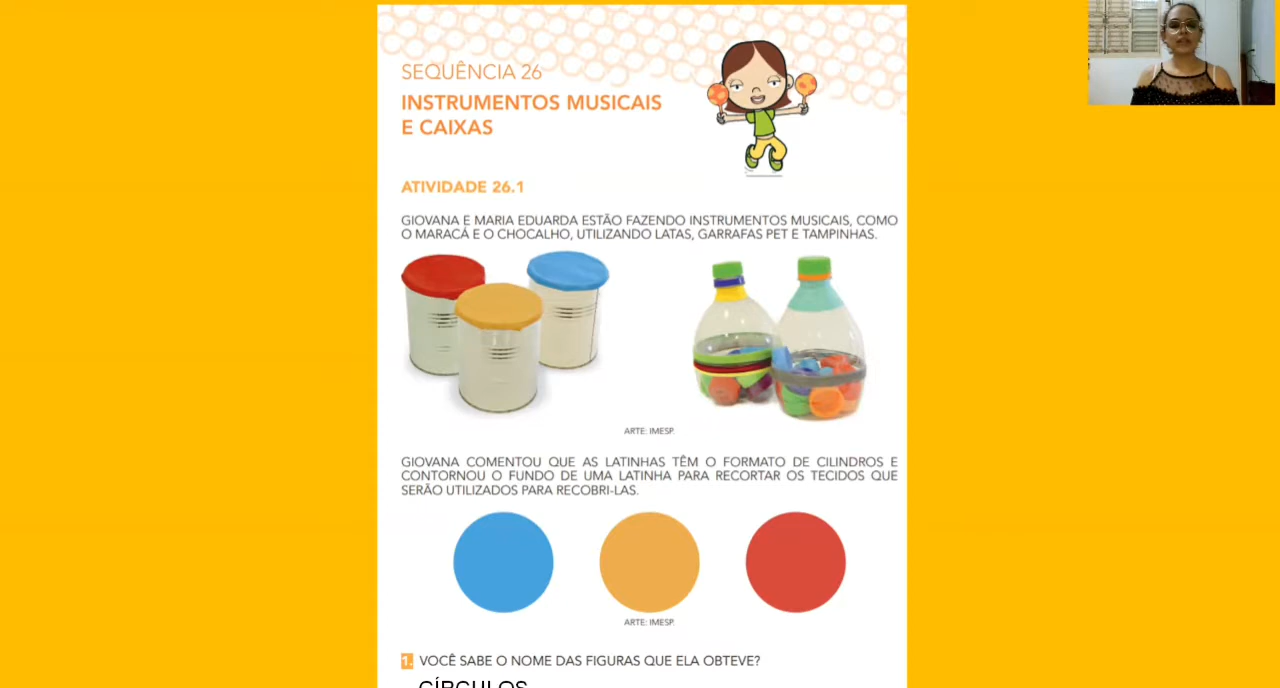 SEQUÊNCIA 26
INSTRUMENTOS MUSICAIS
E CAIXAS
ATIVIDADE 26.1
GIOVANA E MARIA EDUARDA ESTÃO FAZENDO INSTRUMENTOS MUSICAIS, COMO
O MARACÁ E O CHOCALHO, UTILIZANDO LATAS, GARRAFAS PET E TAMPINHAS.
ARTE: IMESP.
GIOVANA COMENTOU QUE AS LATINHAS TÊM O FORMATO DE CILINDROS E
CONTORNOU O FUNDO DE UMA LATINHA PARA RECORTAR OS TECIDOS QUE
SERÃO UTILIZADOS PARA RECOBRI-LAS.
ARTE: IMESP.
1. VOCÊ SABE O NOME DAS FIGURAS QUE ELA OBTEVE?
CÍRCULOS